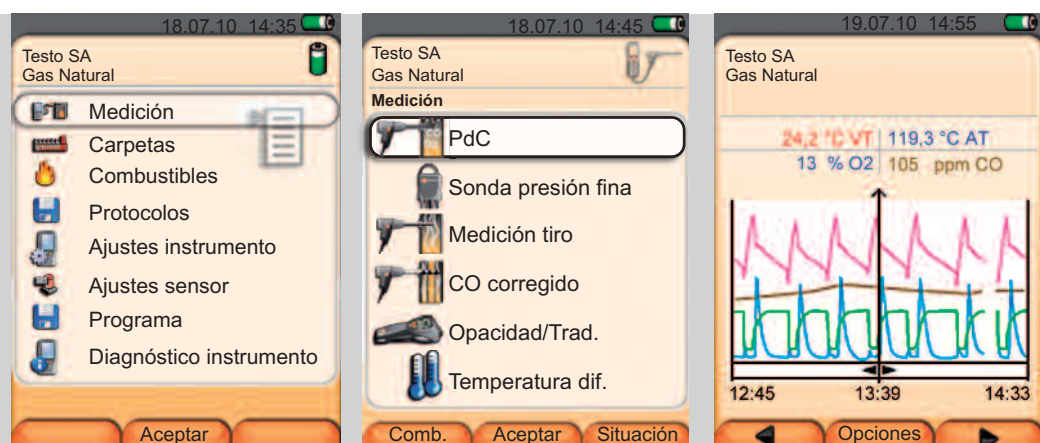 18.07.10 14:35
Testo SA
Gas Natural
Medición
Carpetas
Combustibles
Protocolos
Ajustes instrumento
Ajustes sensor
Programa
Diagnóstico instrumento
Aceptar
18.07.10 14:45
Testo SA
Gas Natural
Medición
PdC
Sonda presión fina
Medición tiro
CO corregido
Opacidad/Trad.
Temperatura dif.
Comb. Aceptar Situación
19.07.10 14:55
Testo SA
Gas Natural
24,2 °C VT 119,3 °C AT
13 % O2 105 ppm CO
12:45 13:39 14:33
Opciones